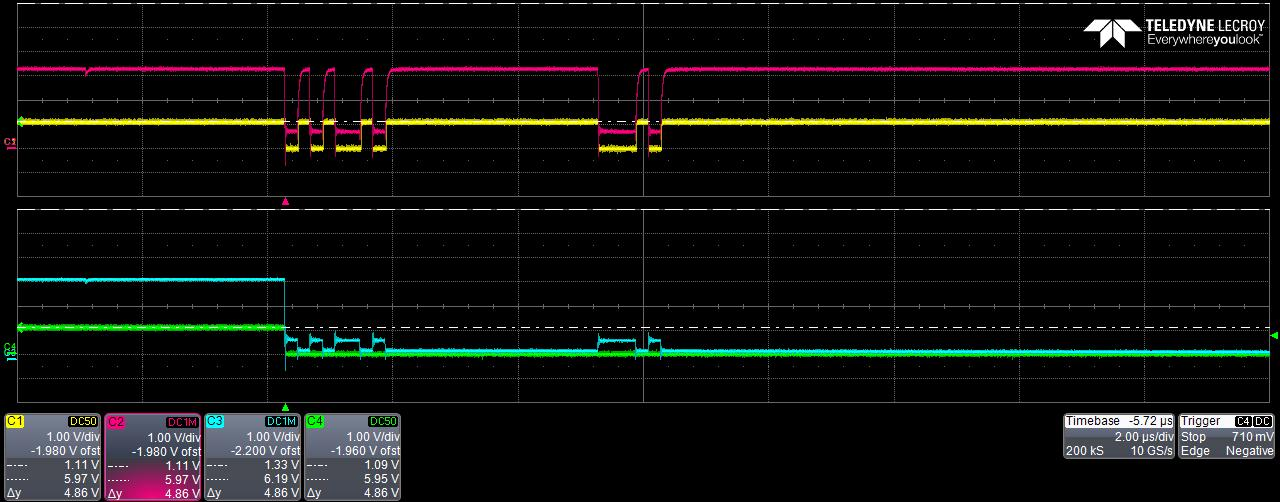 TELEDYNE LECROY
Everywhereyoulook™
C2
C4
C1 DC50
1.00 V/div
-1.980 V ofst
1.11 V
5.97 V
Δy 4.86 V
C2 DC1M
1.00 V/div
-1.980 V ofst
1.11 V
5.97 V
Δy 4.86 V
C3 DC1M
1.00 V/div
-2.200 V ofst
1.33 V
6.19 V
Δy 4.86 V
C4 DC50
1.00 V/div
-1.960 V ofst
1.09 V
5.95 V
Δy 4.86 V
Timebase -5.72 µs
2.00 µs/div
200 kS 10 GS/s
Trigger C4 DC
Stop 710 mV
Edge Negative